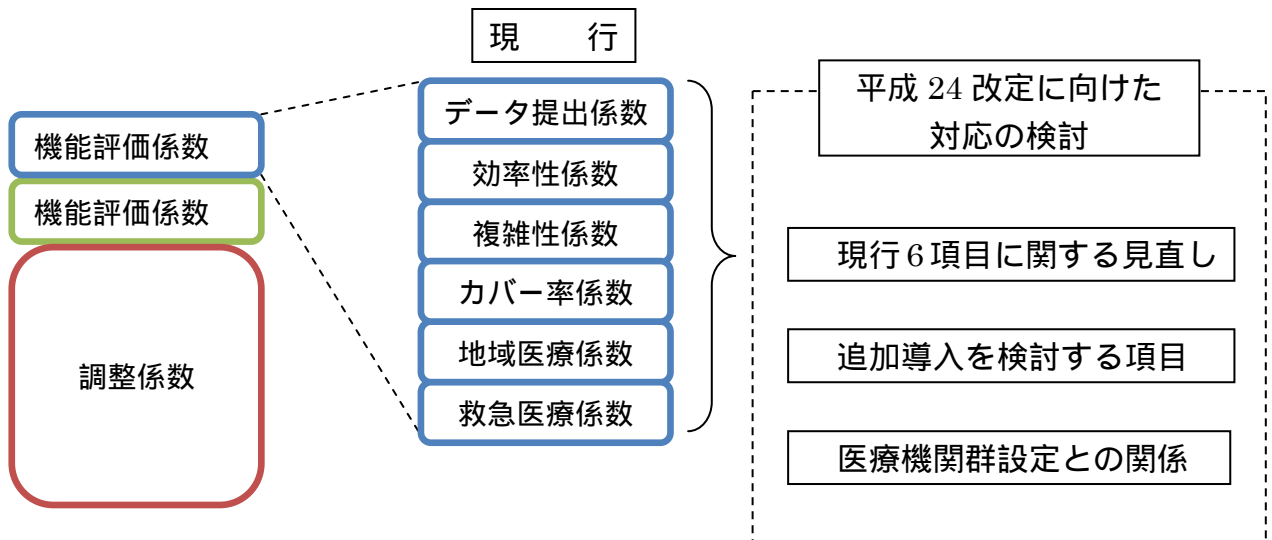 機能評価係数
機能評価係数
調整係数
現　　行
データ提出係数
効率性係数
複雑性係数
カバー率係数
地域医療係数
救急医療係数
平成 24 改定に向けた
対応の検討
現行 6 項目に関する見直し
追加導入を検討する項目
医療機関群設定との関係